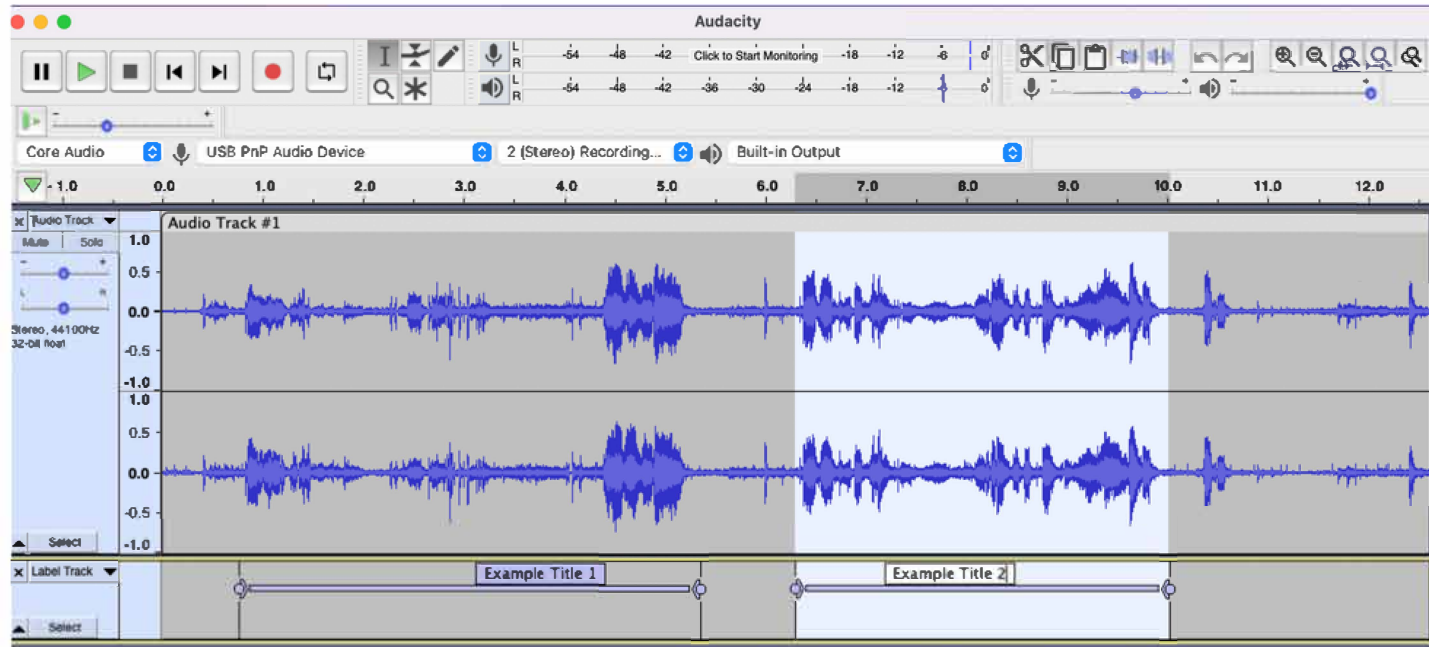 Audacity
L
R
-54 -48 -42 Click to Start Monitoring -18 -12 -6 0
L
R
-54 -48 -42 -36 -30 -24 -18 -12 -6 0
Core Audio USB PnP Audio Device 2 (Stereo) Recording... Built-in Output
- 1.0 0.0 1.0 2.0 3.0 4.0 5.0 6.0 7.0 8.0 9.0 10.0 11.0 12.0
x Audio Track Audio Track #1
Mute Solo 1.0
- + 0.5
L R 0.0
Stereo, 44100Hz
32-bit float
-0.5
-1.0
1.0
0.5
0.0
-0.5
Select -1.0
x Label Track Example Title 1 Example Title 2
Select